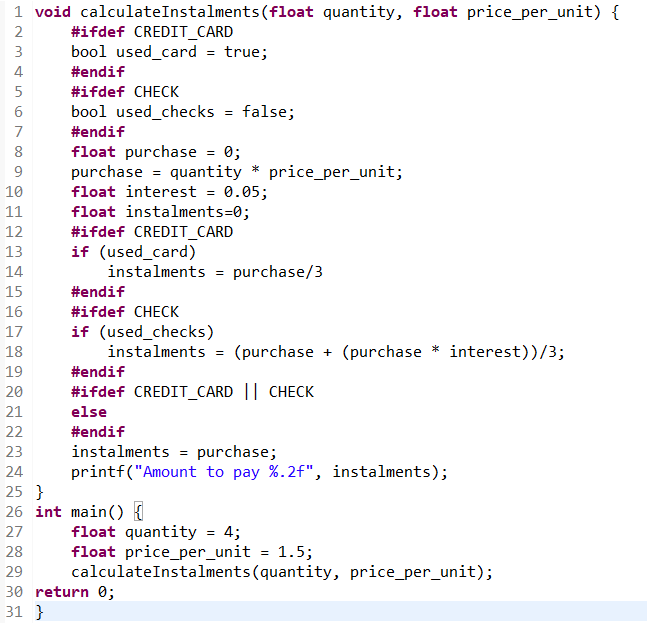 1 void calculateInstalments(float quantity, float price_per_unit) {
2 #ifdef CREDIT_CARD
3 bool used_card = true;
4 #endif
5 #ifdef CHECK
6 bool used_checks = false;
7 #endif
8 float purchase = 0;
9 purchase = quantity * price_per_unit;
10 float interest = 0.05;
11 float instalments=0;
12 #ifdef CREDIT_CARD
13 if (used_card)
14 instalments = purchase/3
15 #endif
16 #ifdef CHECK
17 if (used_checks)
18 instalments = (purchase + (purchase * interest))/3;
19 #endif
20 #ifdef CREDIT_CARD || CHECK
21 else
22 #endif
23 instalments = purchase;
24 printf("Amount to pay %.2f", instalments);
25 }
26 int main() {
27 float quantity = 4;
28 float price_per_unit = 1.5;
29 calculateInstalments(quantity, price_per_unit);
30 return 0;
31 }